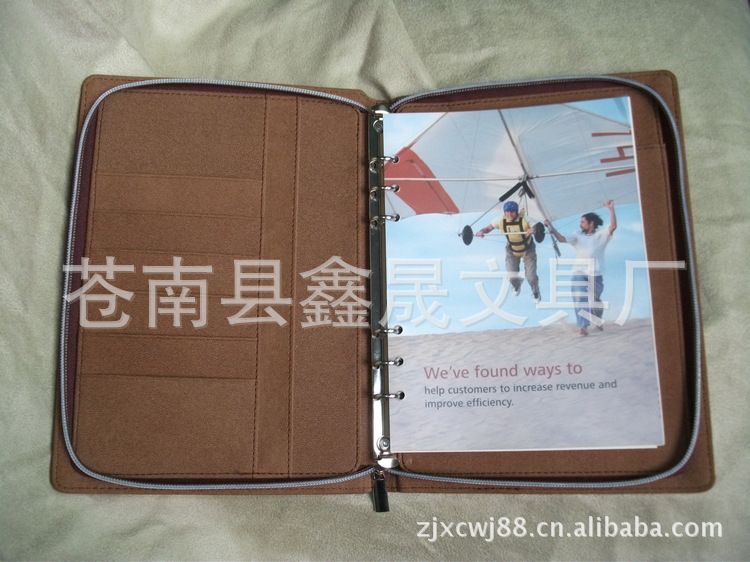 苍南县鑫晟文具厂
We've found ways to
help customers to increase revenue and
improve efficiency.
zjxcwj88.cn.alibaba.com